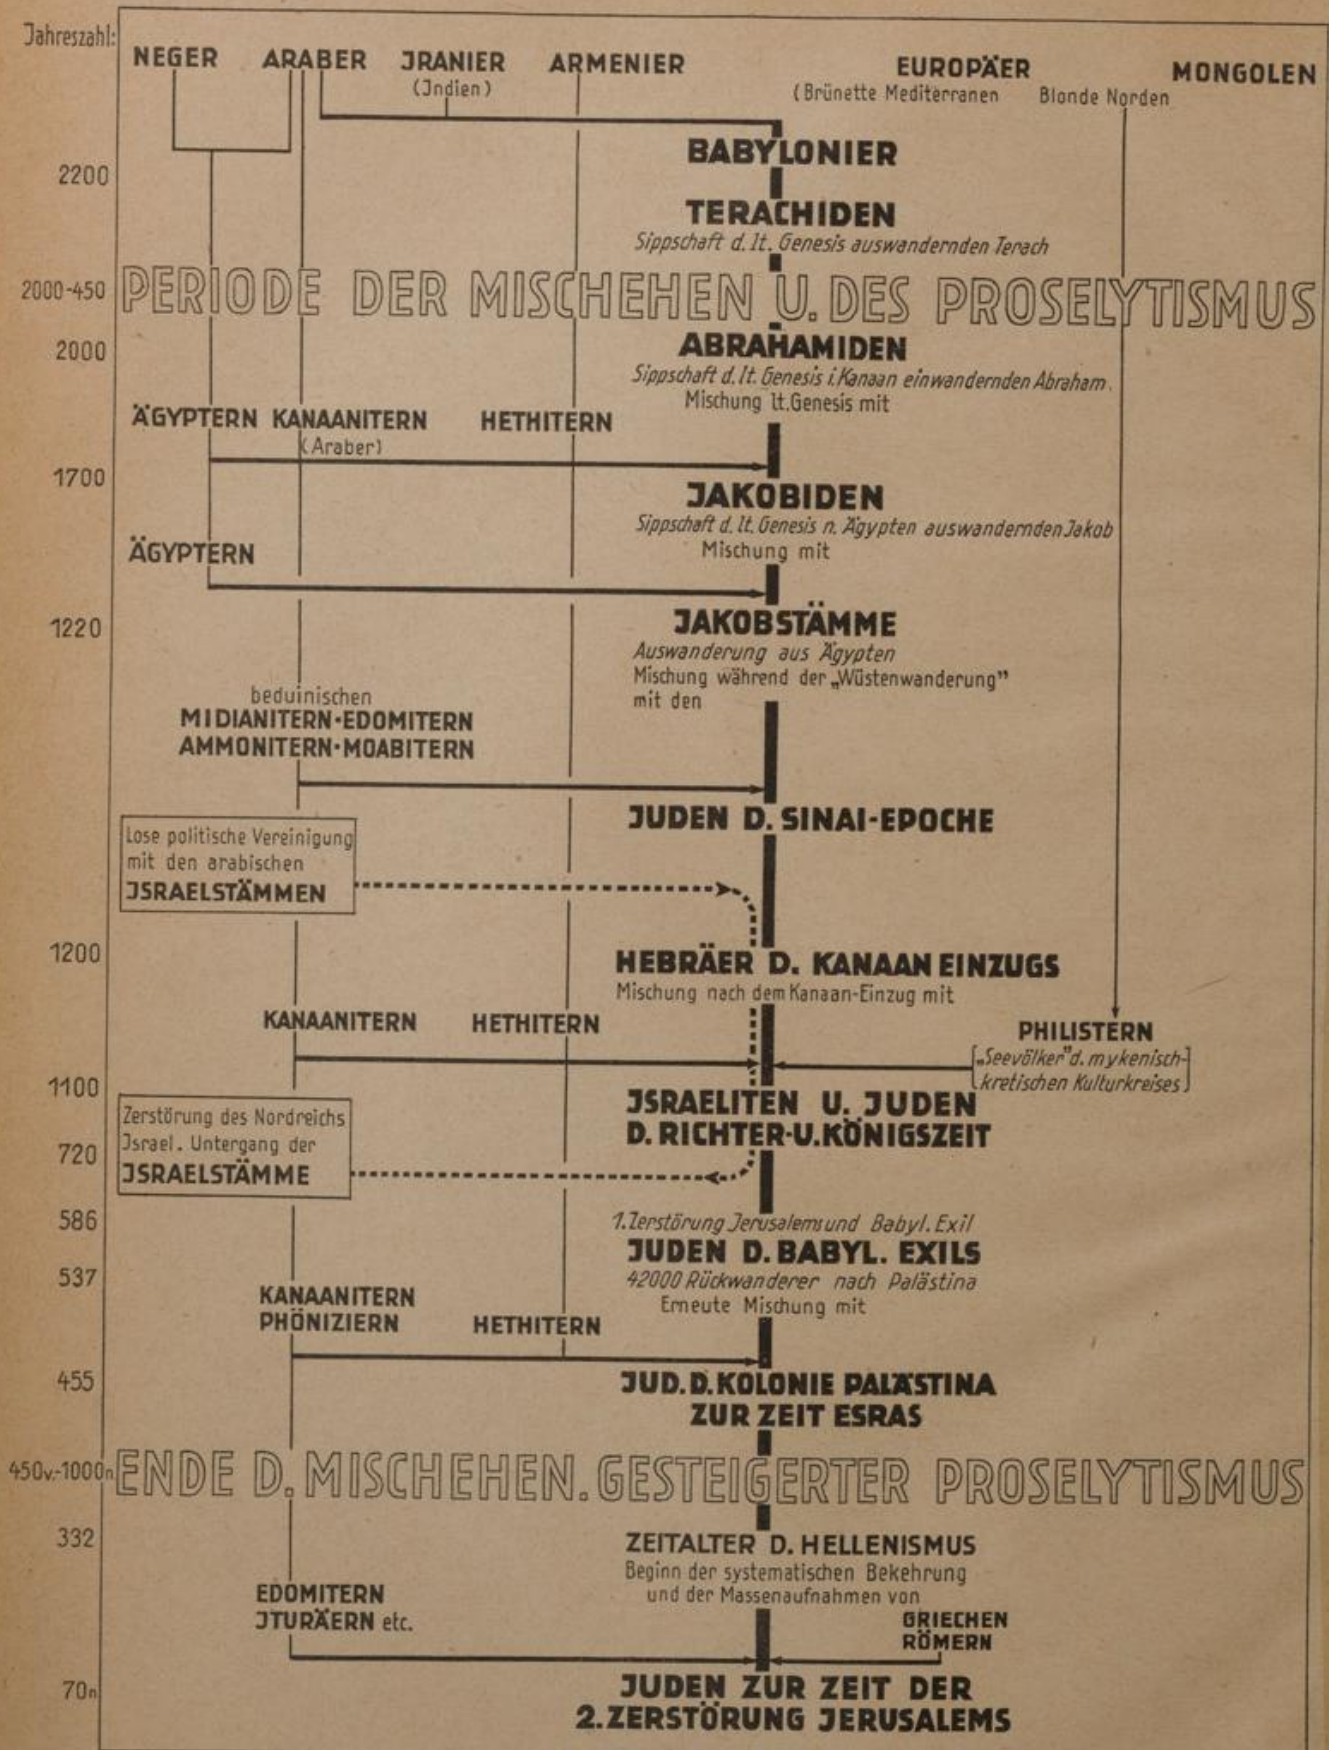 Jahreszahl:
NEGER ARABER JRANIER ARMENIER EUROPÄER MONGOLEN
(Jndien) (Brünette Mediterranen Blonde Norden
BABYLONIER
2200
TERACHIDEN
Sippschaft d. lt. Genesis auswandernden Terach
2000-450 PERIODE DER MISCHEHEN U. DES PROSELYTISMUS
2000 ABRAHAMIDEN
Sippschaft d. lt. Genesis i. Kanaan einwandernden Abraham.
Mischung lt. Genesis mit
ÄGYPTERN KANAANITERN HETHITERN
(Araber)
1700
JAKOBIDEN
Sippschaft d. lt. Genesis n. Ägypten auswandernden Jakob
Mischung mit
ÄGYPTERN
1220 JAKOBSTÄMME
Auswanderung aus Ägypten
Mischung während der „Wüstenwanderung"
mit den
beduinischen
MIDIANITERN·EDOMITERN
AMMONITERN·MOABITERN
JUDEN D. SINAI-EPOCHE
Lose politische Vereinigung
mit den arabischen
JSRAELSTÄMMEN
1200 HEBRÄER D. KANAAN EINZUGS
Mischung nach dem Kanaan-Einzug mit
KANAANITERN HETHITERN PHILISTERN
[„Seevölker" d. mykenisch-
kretischen Kulturkreises]
1100
JSRAELITEN U. JUDEN
D. RICHTER-U. KÖNIGSZEIT
Zerstörung des Nordreichs
720 Jsrael. Untergang der
JSRAELSTÄMME
586 1. Zerstörung Jerusalems und Babyl. Exil
JUDEN D. BABYL. EXILS
537 42000 Rückwanderer nach Palästina
Erneute Mischung mit
KANAANITERN
PHÖNIZIERN HETHITERN
455 JUD. D. KOLONIE PALÄSTINA
ZUR ZEIT ESRAS
450v.-1000n ENDE D. MISCHEHEN. GESTEIGERTER PROSELYTISMUS
332 ZEITALTER D. HELLENISMUS
Beginn der systematischen Bekehrung
und der Massenaufnahmen von
EDOMITERN
JTURÄERN etc.
GRIECHEN
RÖMERN
70n JUDEN ZUR ZEIT DER
2. ZERSTÖRUNG JERUSALEMS